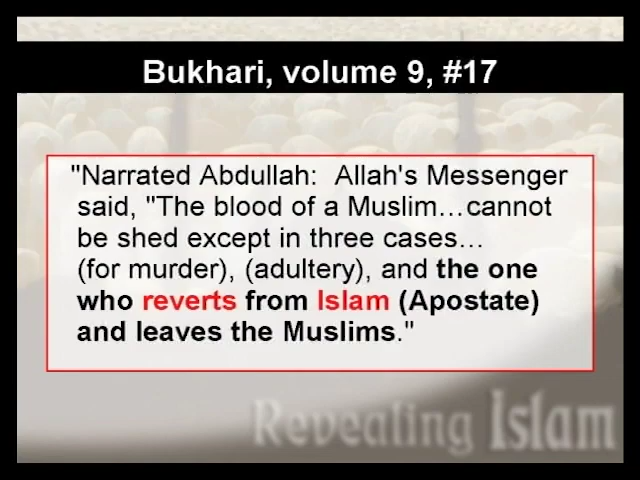 Bukhari, volume 9, #17
"Narrated Abdullah: Allah's Messenger
said, "The blood of a Muslim…cannot
be shed except in three cases…
(for murder), (adultery), and the one
who reverts from Islam (Apostate)
and leaves the Muslims."
Revealing Islam